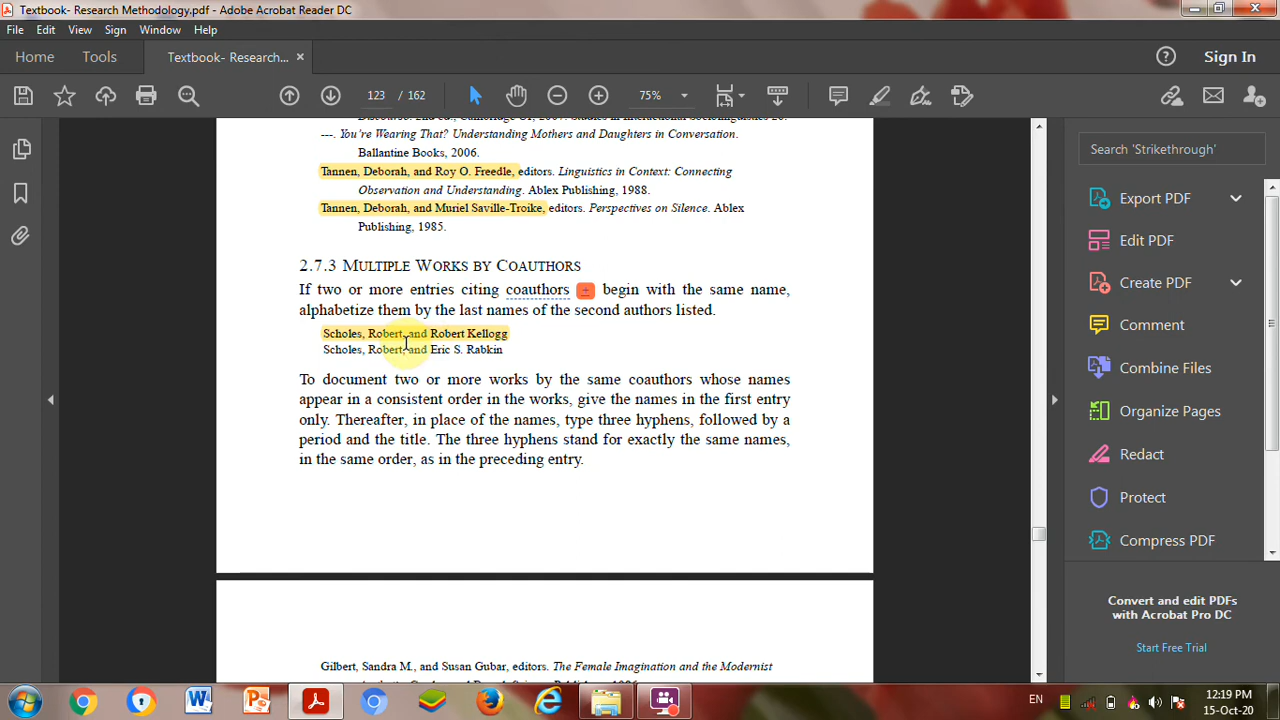 Textbook- Research Methodology.pdf - Adobe Acrobat Reader DC
File Edit View Sign Window Help
Home Tools Textbook- Research... × Sign In
123 / 162 75%
Discourse. 2nd ed., Cambridge UP, 2007. Studies in Interactional Sociolinguistics 26.
---. You're Wearing That? Understanding Mothers and Daughters in Conversation.
Ballantine Books, 2006.
Tannen, Deborah, and Roy O. Freedle, editors. Linguistics in Context: Connecting
Observation and Understanding. Ablex Publishing, 1988.
Tannen, Deborah, and Muriel Saville-Troike, editors. Perspectives on Silence. Ablex
Publishing, 1985.
2.7.3 MULTIPLE WORKS BY COAUTHORS
If two or more entries citing coauthors begin with the same name,
alphabetize them by the last names of the second authors listed.
Scholes, Robert, and Robert Kellogg
Scholes, Robert, and Eric S. Rabkin
To document two or more works by the same coauthors whose names
appear in a consistent order in the works, give the names in the first entry
only. Thereafter, in place of the names, type three hyphens, followed by a
period and the title. The three hyphens stand for exactly the same names,
in the same order, as in the preceding entry.
Gilbert, Sandra M., and Susan Gubar, editors. The Female Imagination and the Modernist
Search 'Strikethrough'
Export PDF
Edit PDF
Create PDF
Comment
Combine Files
Organize Pages
Redact
Protect
Compress PDF
Convert and edit PDFs
with Acrobat Pro DC
Start Free Trial
EN
12:19 PM
15-Oct-20